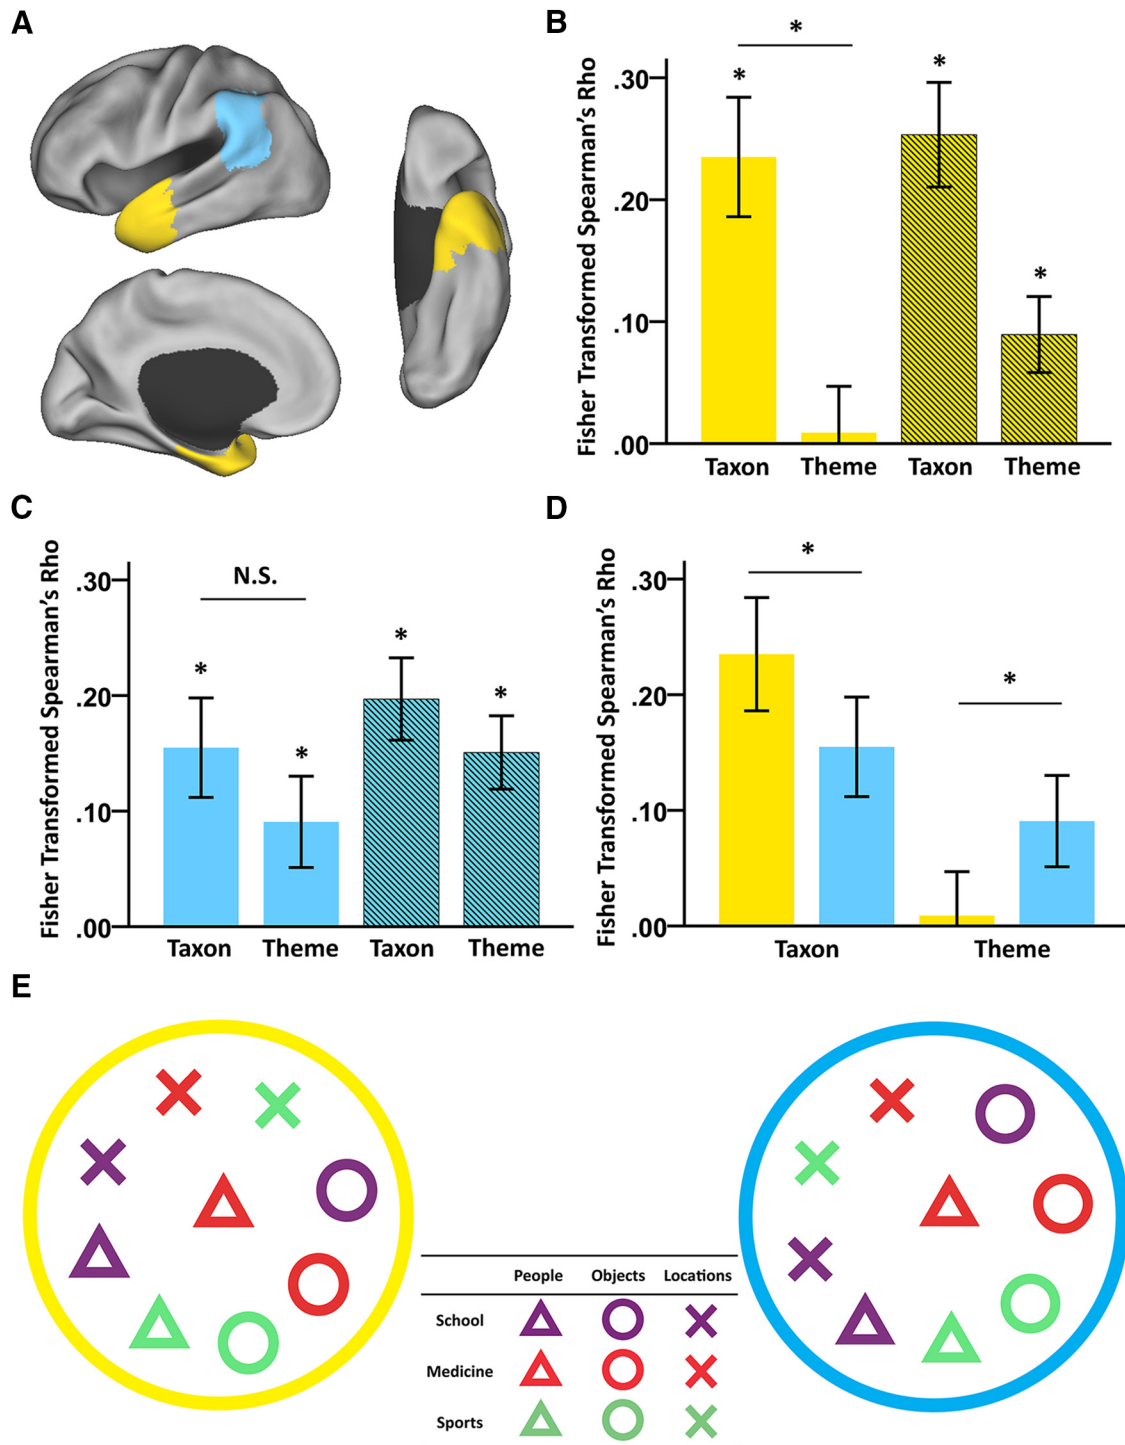 A
B
Fisher Transformed Spearman's Rho
.30
.20
.10
.00
*
*
*
*
Taxon Theme Taxon Theme
C
Fisher Transformed Spearman's Rho
.30
.20
.10
.00
N.S.
*
*
*
*
Taxon Theme Taxon Theme
D
Fisher Transformed Spearman's Rho
.30
.20
.10
.00
*
*
Taxon Theme
E
People Objects Locations
School
Medicine
Sports